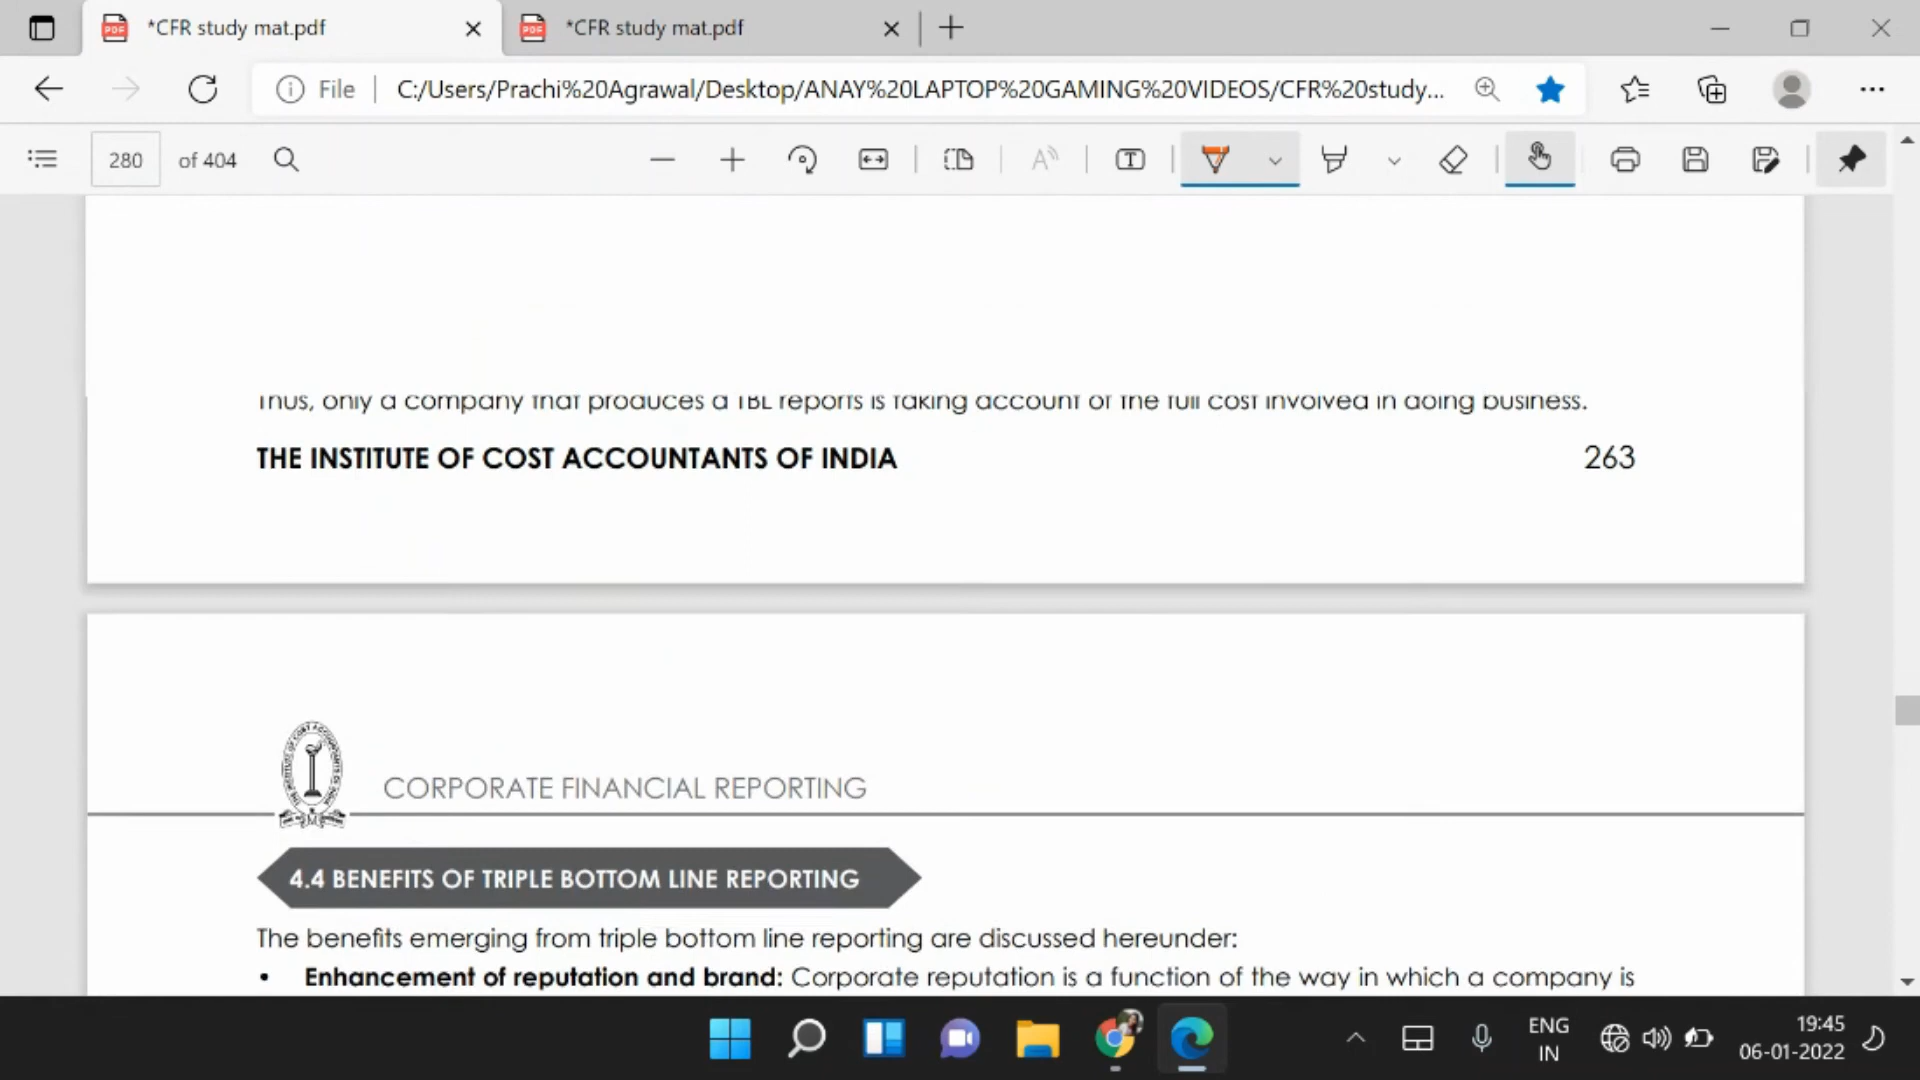 *CFR study mat.pdf
*CFR study mat.pdf
File
C:/Users/Prachi%20Agrawal/Desktop/ANAY%20LAPTOP%20GAMING%20VIDEOS/CFR%20study...
280 of 404
Thus, only a company that produces a TBL reports is taking account of the full cost involved in doing business.
THE INSTITUTE OF COST ACCOUNTANTS OF INDIA 263
CORPORATE FINANCIAL REPORTING
4.4 BENEFITS OF TRIPLE BOTTOM LINE REPORTING
The benefits emerging from triple bottom line reporting are discussed hereunder:
• Enhancement of reputation and brand: Corporate reputation is a function of the way in which a company is
ENG
IN
19:45
06-01-2022